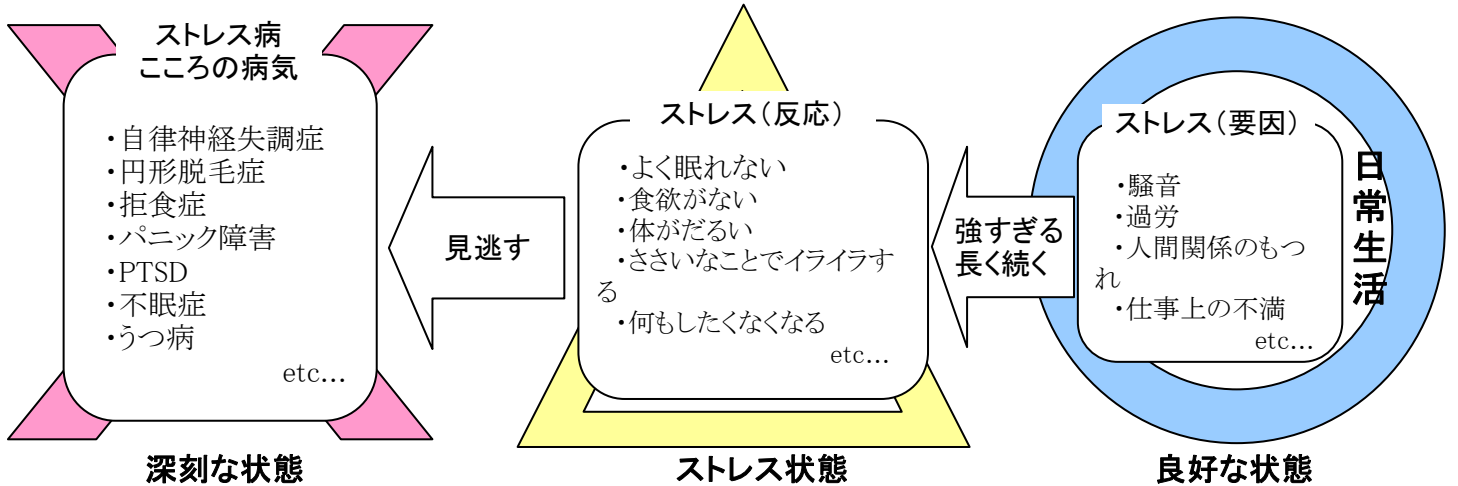 ストレス病
こころの病気
・自律神経失調症
・円形脱毛症
・拒食症
・パニック障害
・PTSD
・不眠症
・うつ病
etc…
深刻な状態
見逃す
ストレス（反応）
・よく眠れない
・食欲がない
・体がだるい
・ささいなことでイライラす
る
・何もしたくなくなる
etc…
ストレス状態
強すぎる
長く続く
ストレス（要因）
・騒音
・過労
・人間関係のもつ
れ
・仕事上の不満
etc…
日常生活
良好な状態